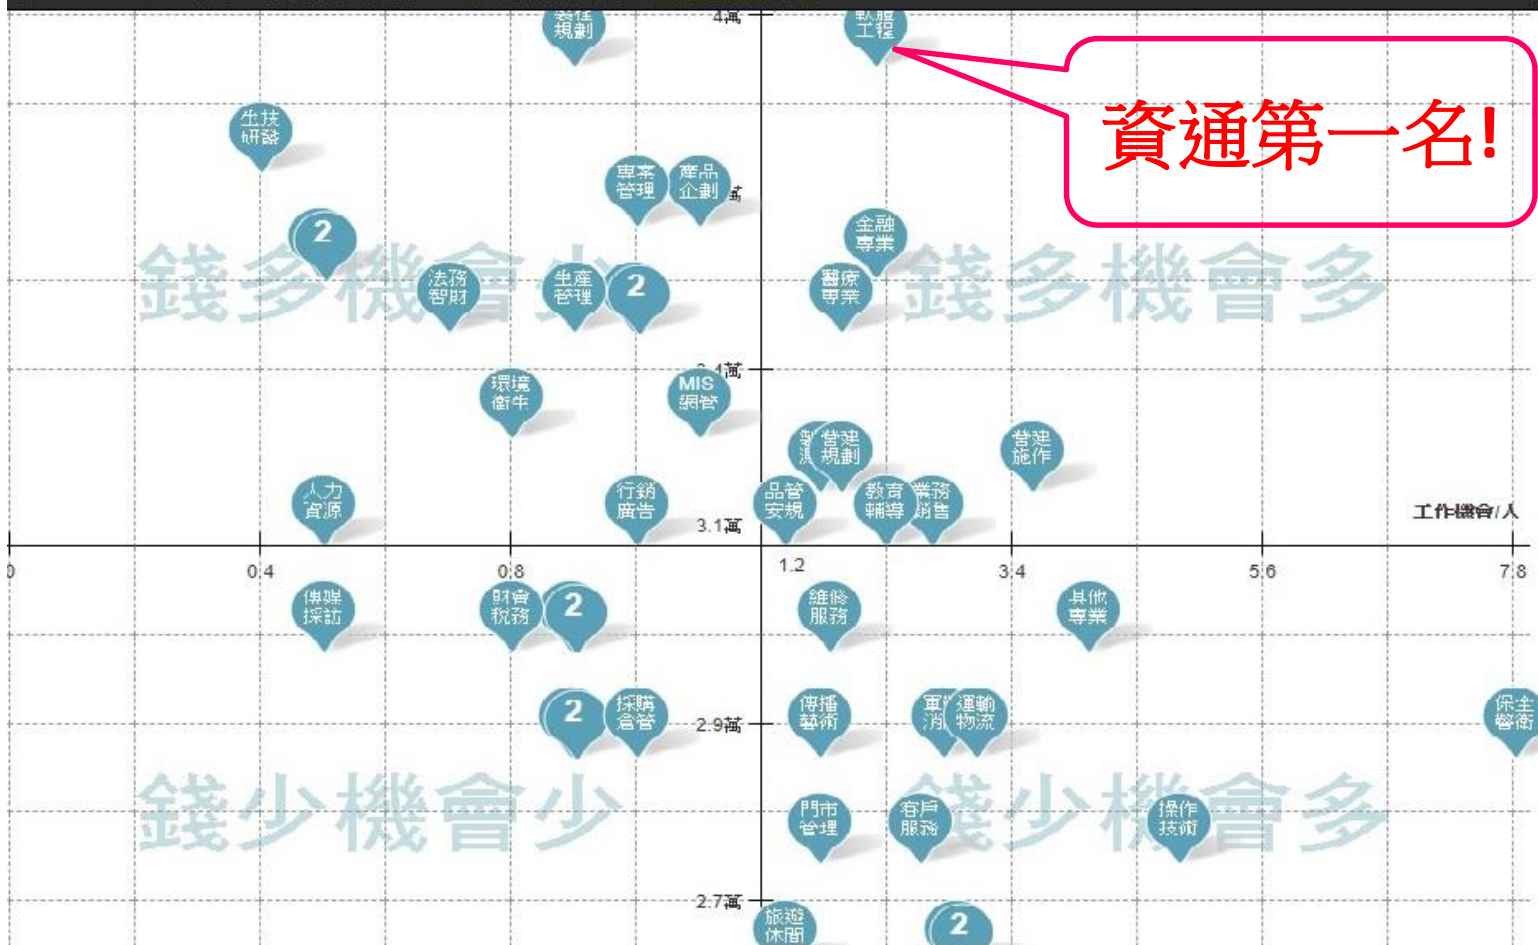 4萬
規劃
軟體
工程
資通第一名!
生技
研發
專案
管理
產品
企劃
2
金融
專業
錢多機會少
錢多機會多
法務
智財
生產
管理
2
醫療
專業
環境
衛生
MIS
網管
營建
規劃
營建
施作
人力
資源
行銷
廣告
品管
安規
教育
輔導
業務
銷售
3.1萬
工作機會/人
0
0.4
0.8
1.2
3.4
5.6
7.8
傳媒
採訪
財會
稅務
2
維修
服務
其他
專業
2
採購
倉管
2.9萬
傳播
藝術
運輸
物流
保全
警衛
錢少機會少
錢少機會多
門市
管理
客戶
服務
操作
技術
2.7萬
旅遊
休閒
2